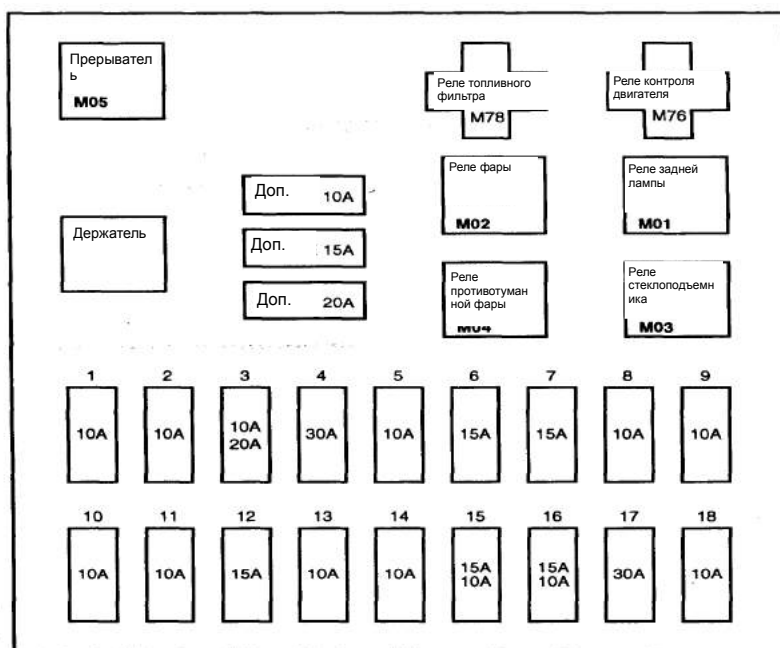 Прерывател
ь
M05
Реле топливного
фильтра
M78
Реле контроля
двигателя
M76
Доп. 10A
Реле фары
M02
Реле задней
лампы
M01
Держатель
Доп. 15A
Доп. 20A
Реле
противотуман
ной фары
M04
Реле
стеклоподъемн
ика
M03
1 2 3 4 5 6 7 8 9
10A 10A 10A 30A 10A 15A 15A 10A 10A
20A
10 11 12 13 14 15 16 17 18
10A 10A 15A 10A 10A 15A 15A 30A 10A
10A 10A